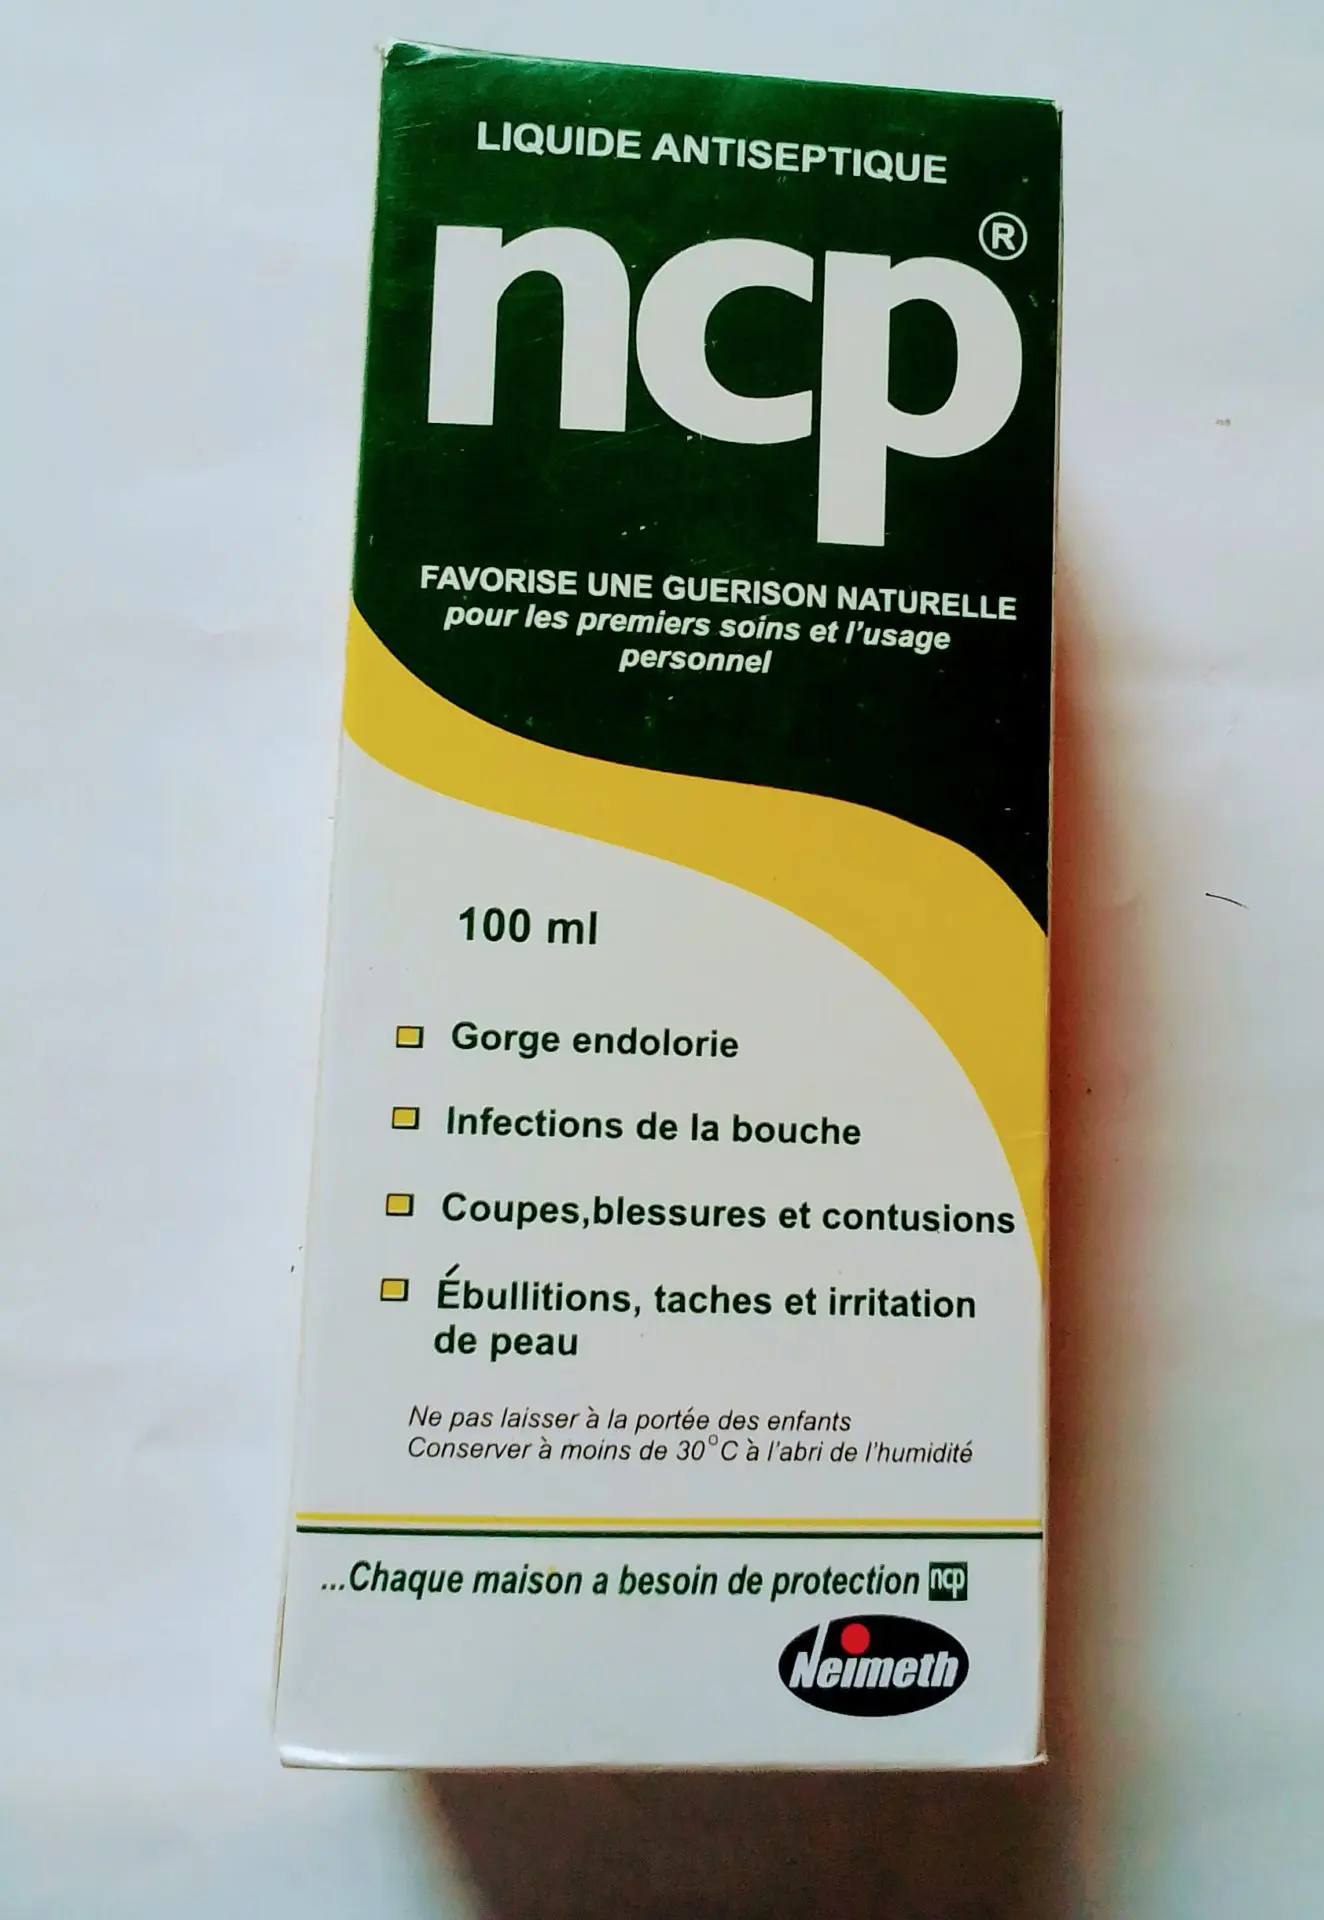 LIQUIDE ANTISEPTIQUE
ncp®
FAVORISE UNE GUERISON NATURELLE
pour les premiers soins et l'usage
personnel
100 ml
Gorge endolorie
Infections de la bouche
Coupes,blessures et contusions
Ébullitions, taches et irritation
de peau
Ne pas laisser à la portée des enfants
Conserver à moins de 30°C à l'abri de l'humidité
...Chaque maison a besoin de protection ncp
Neimeth